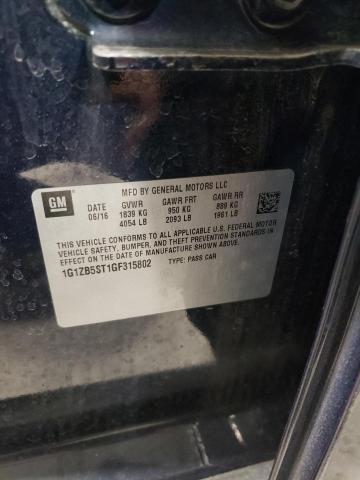 GM
MFD BY GENERAL MOTORS LLC
DATE GVWR GAWR FRT GAWR RR
06/16 1839 KG 950 KG 889 KG
4054 LB 2093 LB 1961 LB
THIS VEHICLE CONFORMS TO ALL APPLICABLE U.S. FEDERAL MOTOR
VEHICLE SAFETY, BUMPER, AND THEFT PREVENTION STANDARDS IN
EFFECT ON THE DATE OF MANUFACTURE SHOWN ABOVE.
1G1ZB5ST1GF315802 TYPE: PASS CAR